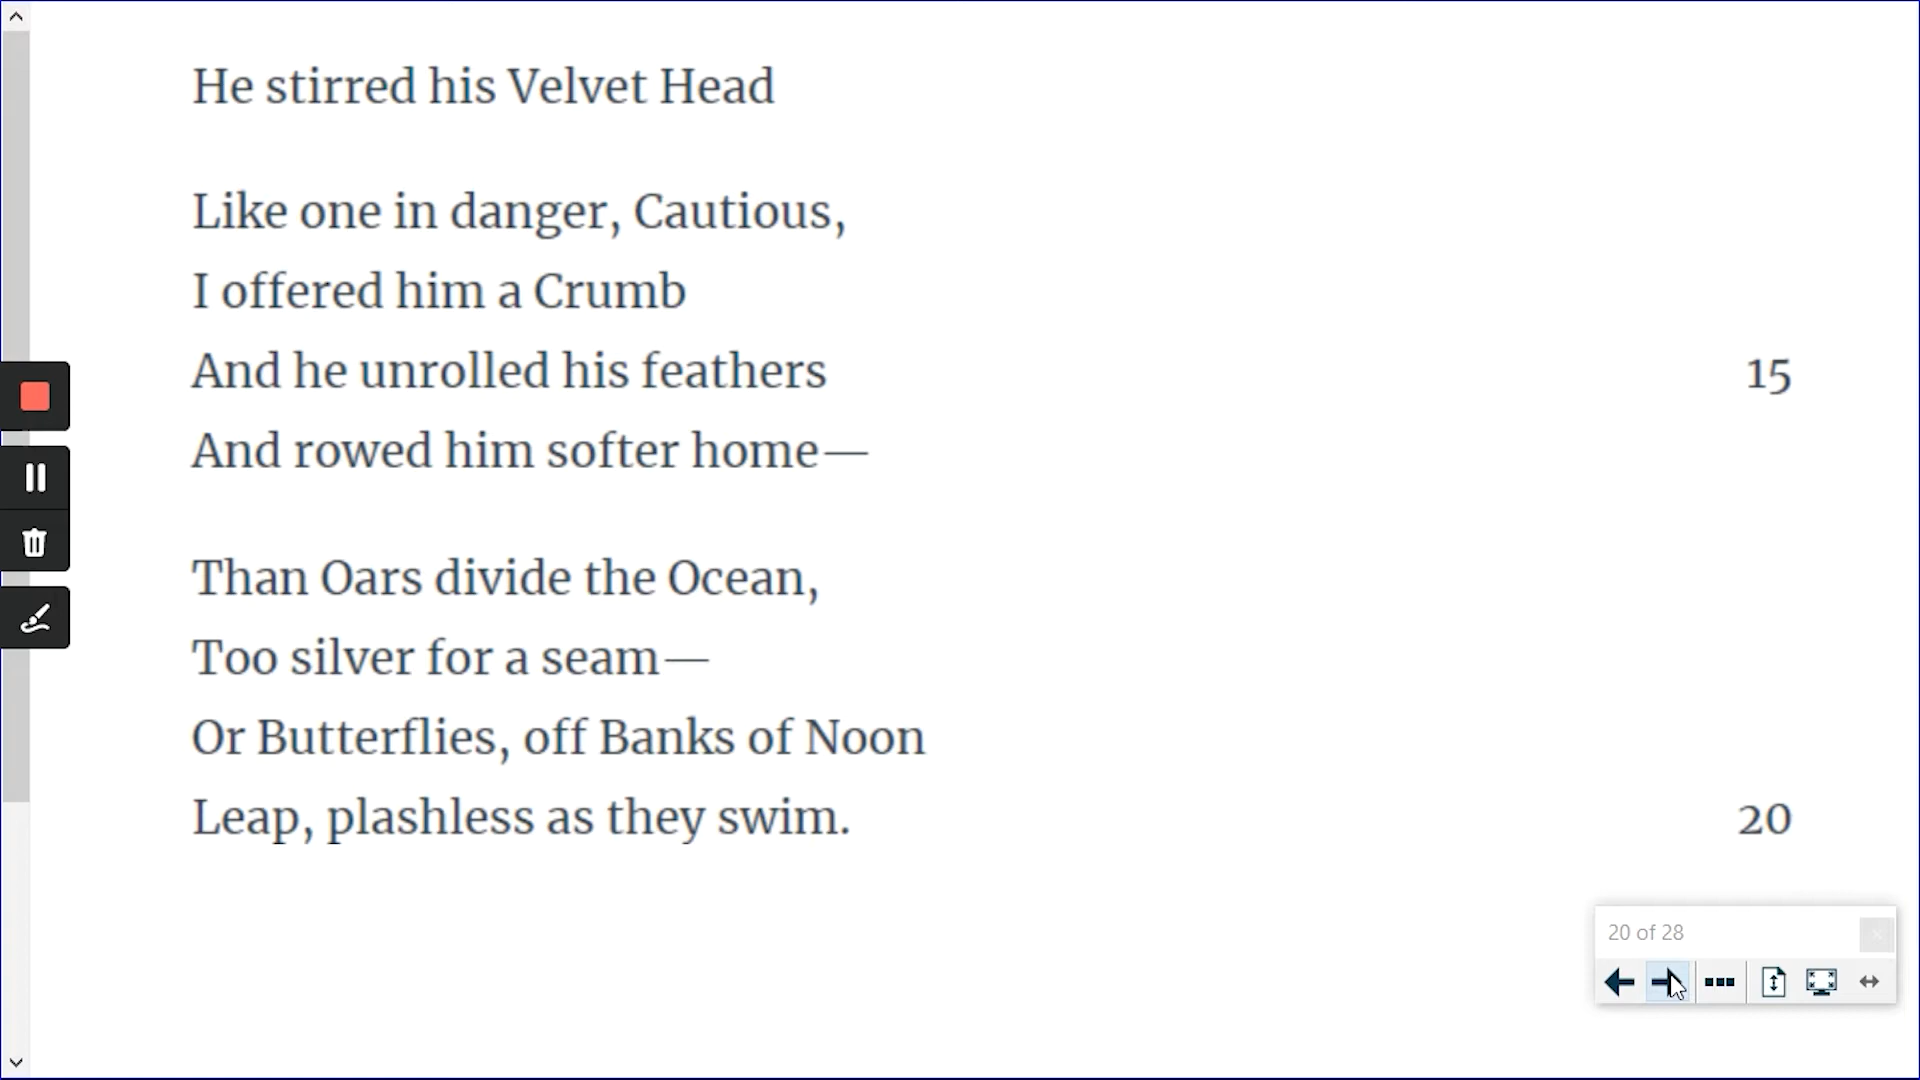 He stirred his Velvet Head
Like one in danger, Cautious,
I offered him a Crumb
And he unrolled his feathers 15
And rowed him softer home—
Than Oars divide the Ocean,
Too silver for a seam—
Or Butterflies, off Banks of Noon
Leap, plashless as they swim. 20
20 of 28